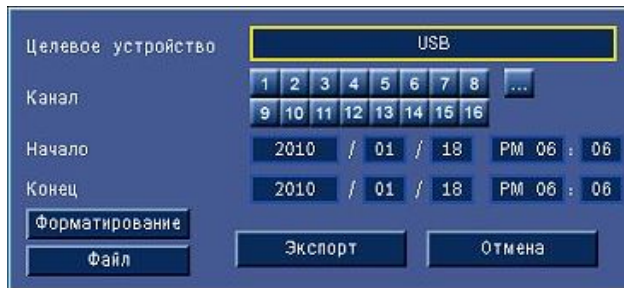 Целевое устройство USB
Канал 1 2 3 4 5 6 7 8 ...
9 10 11 12 13 14 15 16
Начало 2010 / 01 / 18 PM 06 : 06
Конец 2010 / 01 / 18 PM 06 : 06
Форматирование
Файл Экспорт Отмена